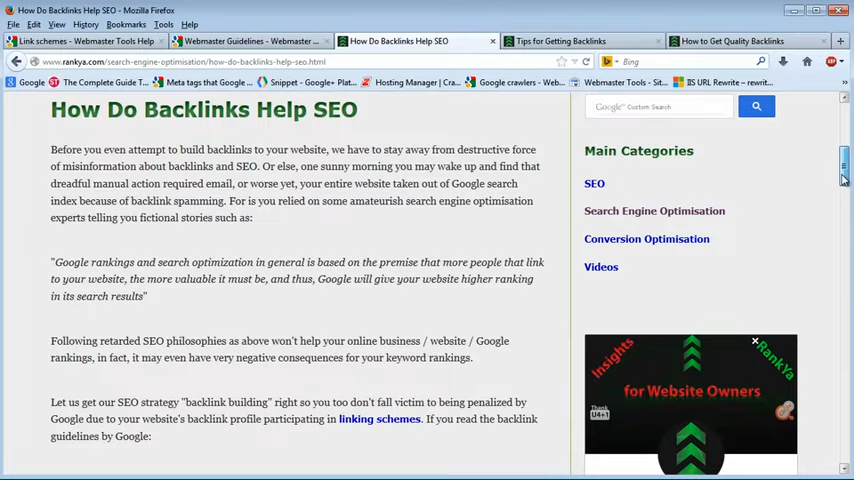 How Do Backlinks Help SEO - Mozilla Firefox
File Edit View History Bookmarks Tools Help
Link schemes - Webmaster Tools Help
Webmaster Guidelines - Webmaster ...
How Do Backlinks Help SEO
Tips for Getting Backlinks
How to Get Quality Backlinks
www.rankya.com/search-engine-optimisation/how-do-backlinks-help-seo.html
Bing
Google
The Complete Guide T...
Meta tags that Google ...
Snippet - Google+ Plat...
Hosting Manager | Cra...
Google crawlers - Web...
Webmaster Tools - Sit...
IIS URL Rewrite – rewrit...
How Do Backlinks Help SEO
Before you even attempt to build backlinks to your website, we have to stay away from destructive force
of misinformation about backlinks and SEO. Or else, one sunny morning you may wake up and find that
dreadful manual action required email, or worse yet, your entire website taken out of Google search
index because of backlink spamming. For is you relied on some amateurish search engine optimisation
experts telling you fictional stories such as:
"Google rankings and search optimization in general is based on the premise that more people that link
to your website, the more valuable it must be, and thus, Google will give your website higher ranking
in its search results"
Following retarded SEO philosophies as above won't help your online business / website / Google
rankings, in fact, it may even have very negative consequences for your keyword rankings.
Let us get our SEO strategy "backlink building" right so you too don't fall victim to being penalized by
Google due to your website's backlink profile participating in linking schemes. If you read the backlink
guidelines by Google:
Google Custom Search
Main Categories
SEO
Search Engine Optimisation
Conversion Optimisation
Videos
Insights
RankYa
for Website Owners
Thank
U4+1